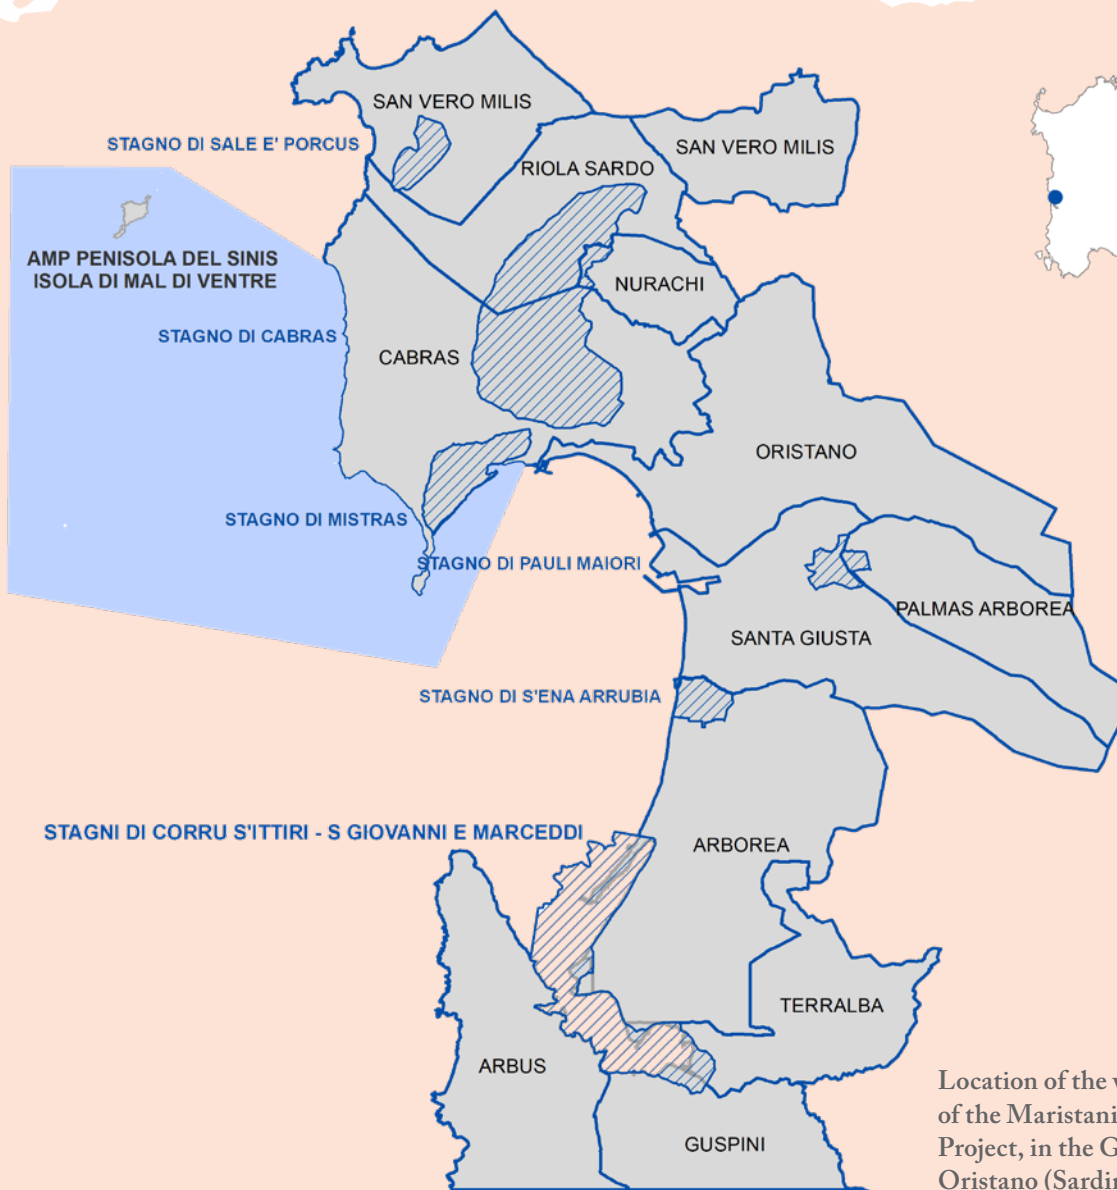 SAN VERO MILIS
STAGNO DI SALE E' PORCUS
SAN VERO MILIS
RIOLA SARDO
AMP PENISOLA DEL SINIS
ISOLA DI MAL DI VENTRE
NURACHI
STAGNO DI CABRAS
CABRAS
ORISTANO
STAGNO DI MISTRAS
STAGNO DI PAULI MAIORI
PALMAS ARBOREA
SANTA GIUSTA
STAGNO DI S'ENA ARRUBIA
STAGNI DI CORRU S'ITTIRI - S GIOVANNI E MARCEDDI
ARBOREA
TERRALBA
ARBUS
GUSPINI
Location of the
of the Maristani
Project, in the G
Oristano (Sardi